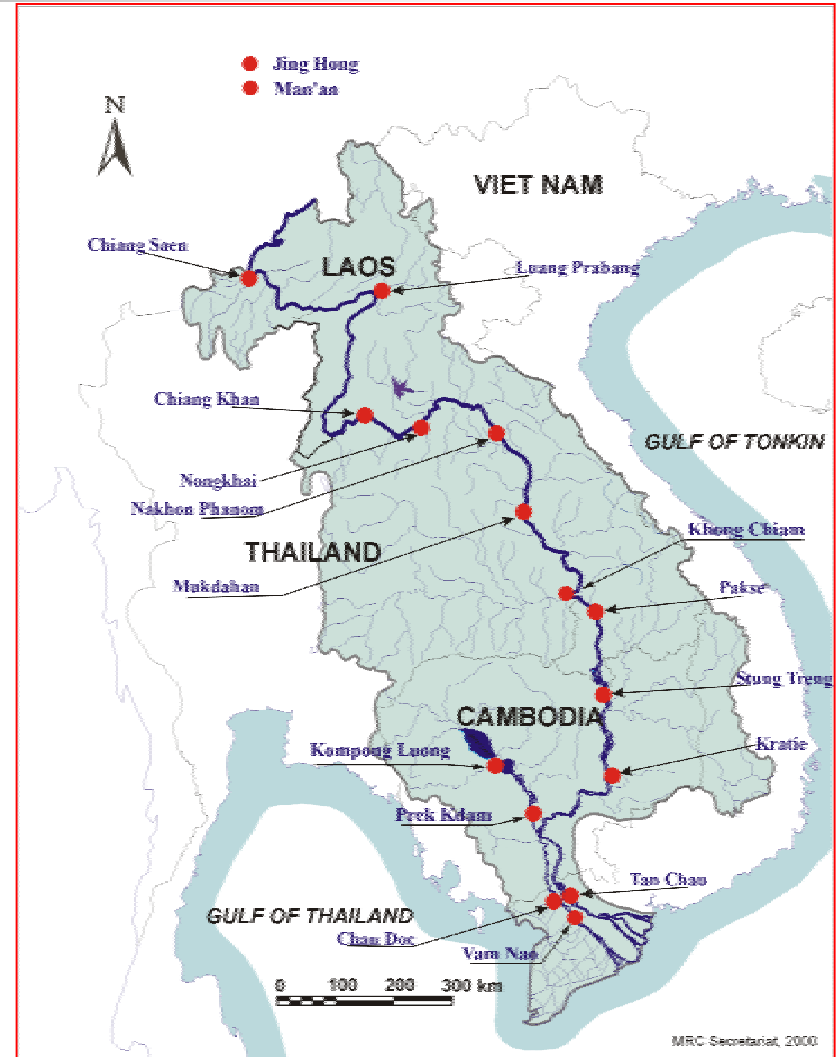 Jing Hong
Man'an
N
VIET NAM
Chiang Saen
LAOS
Luang Prabang
Chiang Khan
GULF OF TONKIN
Nongkhai
Nakhon Phanom
Khong Chiam
THAILAND
Mukdahan
Pakse
Stung Treng
CAMBODIA
Kompong Luong
Kratie
Prek Kdam
Tan Chau
GULF OF THAILAND
Chau Doc
Vam Nao
0 100 200 300 km
MRC Secretariat, 2000